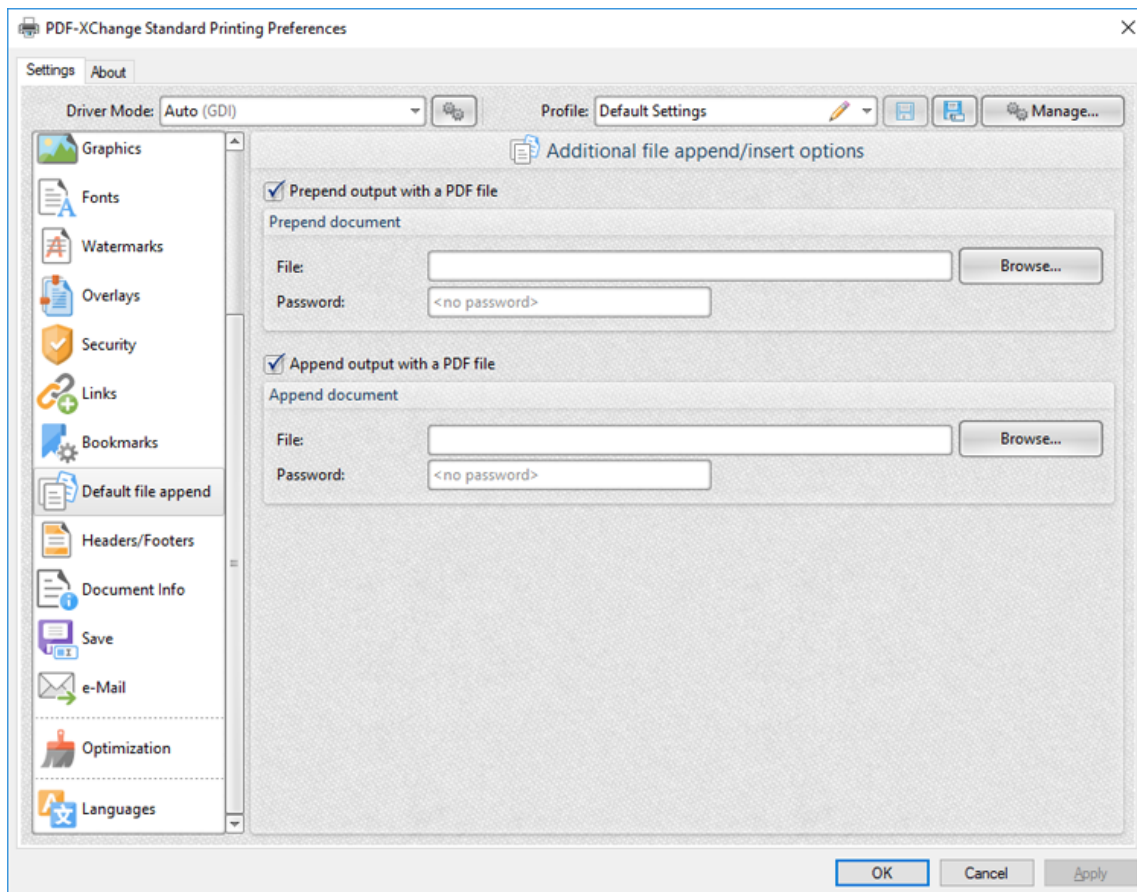 PDF-XChange Standard Printing Preferences
Settings About
Driver Mode: Auto (GDI) Profile: Default Settings Manage...
Graphics
Fonts
Watermarks
Overlays
Security
Links
Bookmarks
Default file append
Headers/Footers
Document Info
Save
e-Mail
Optimization
Languages
Additional file append/insert options
Prepend output with a PDF file
Prepend document
File: Browse...
Password: <no password>
Append output with a PDF file
Append document
File: Browse...
Password: <no password>
OK Cancel Apply